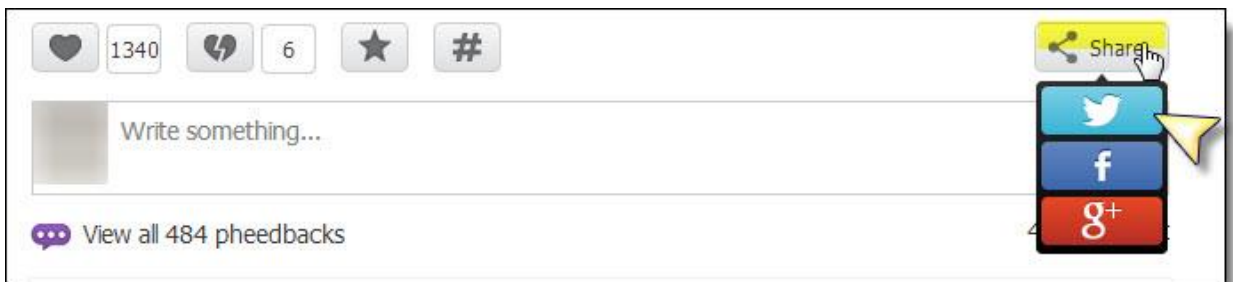 1340 6 # Share
Write something...
f
g+
View all 484 pheedbacks